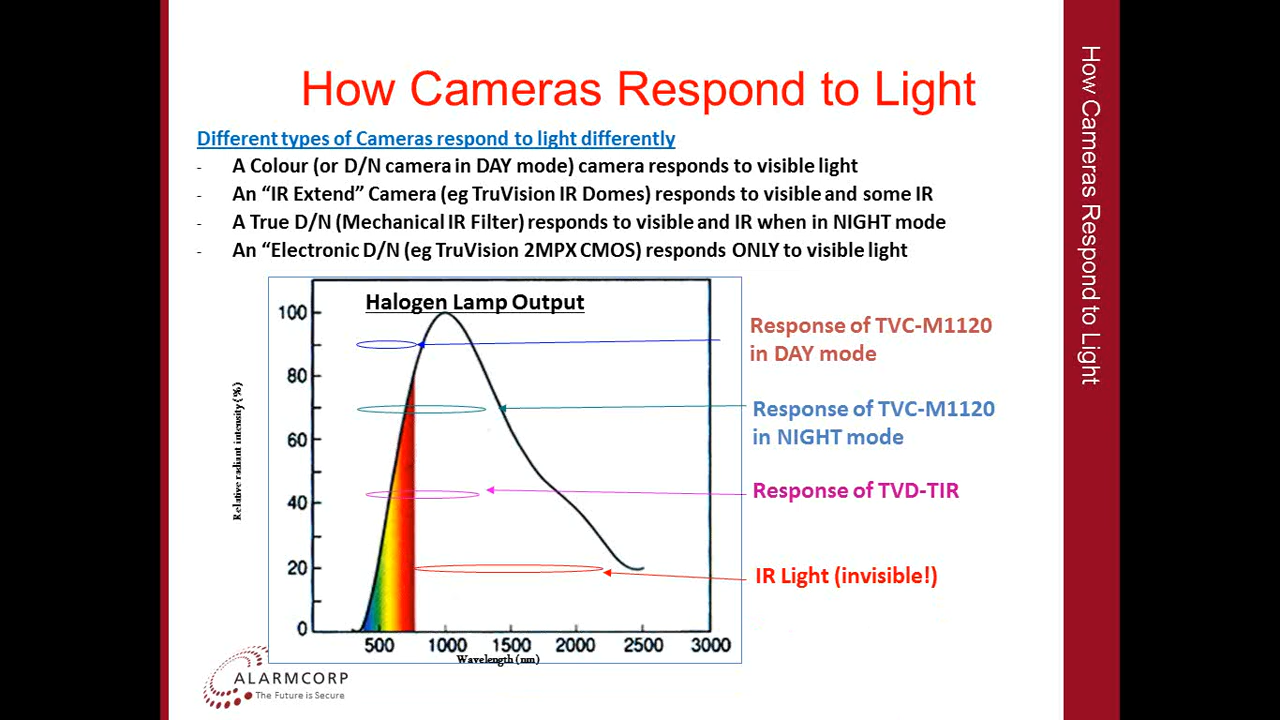 How Cameras Respond to Light
How Cameras Respond to Light
Different types of Cameras respond to light differently
- A Colour (or D/N camera in DAY mode) camera responds to visible light
- An “IR Extend” Camera (eg TruVision IR Domes) responds to visible and some IR
- A True D/N (Mechanical IR Filter) responds to visible and IR when in NIGHT mode
- An “Electronic D/N (eg TruVision 2MPX CMOS) responds ONLY to visible light
Halogen Lamp Output
100
80
60
40
20
0
Relative radiant intensity (%)
500 1000 1500 2000 2500 3000
Wavelength (nm)
Response of TVC-M1120
in DAY mode
Response of TVC-M1120
in NIGHT mode
Response of TVD-TIR
IR Light (invisible!)
ALARMCORP
The Future is Secure